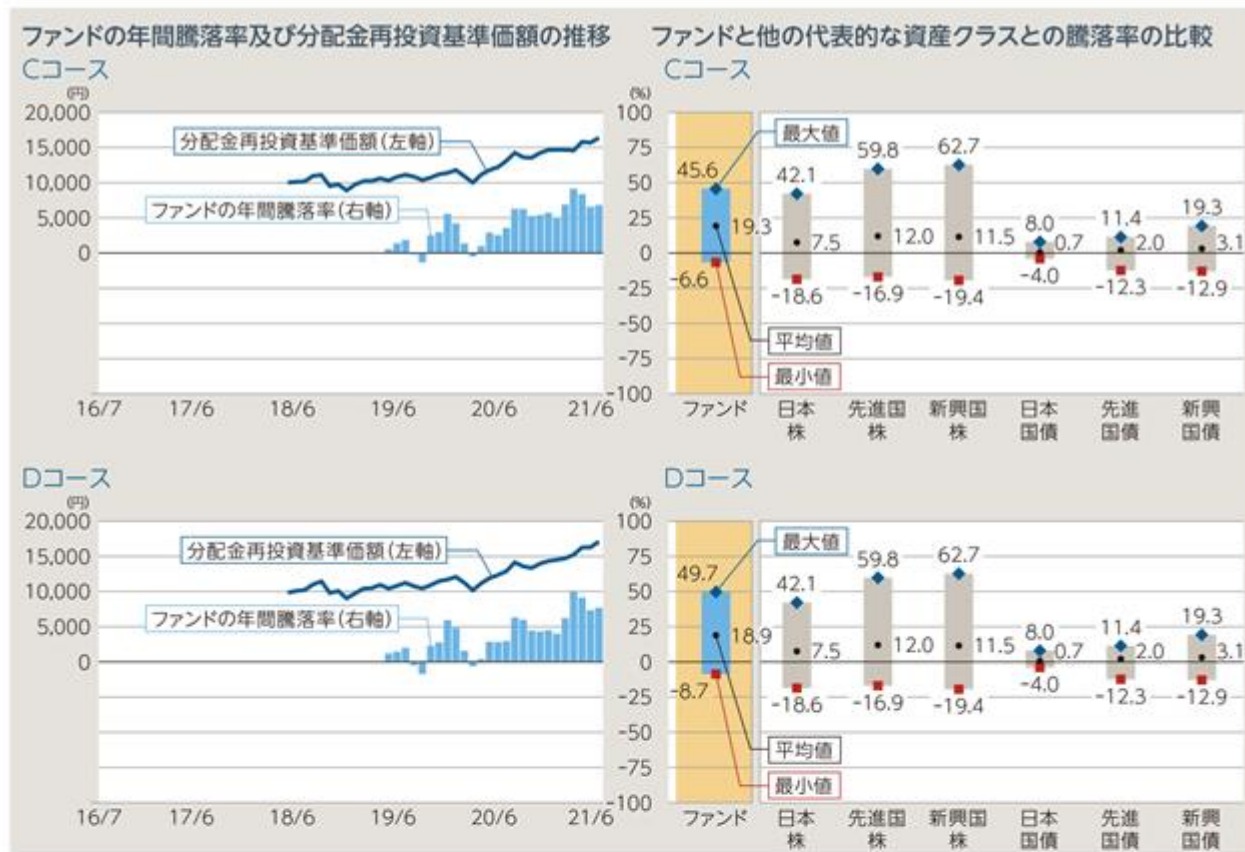 ファンドの年間騰落率及び分配金再投資基準価額の推移
Cコース
(円)
20,000
15,000
10,000
5,000
0
分配金再投資基準価額(左軸)
ファンドの年間騰落率(右軸)
16/7 17/6 18/6 19/6 20/6 21/6
ファンドと他の代表的な資産クラスとの騰落率の比較
Cコース
(%)
100
75
50
25
0
-25
-50
-75
-100
最大値
平均値
最小値
45.6 42.1 59.8 62.7 8.0 11.4 19.3
19.3 7.5 12.0 11.5 0.7 2.0 3.1
-6.6 -18.6 -16.9 -19.4 -4.0 -12.3 -12.9
ファンド 日本 先進国 新興国 日本 先進 新興
株 株 株 国債 国債 国債
Dコース
(円)
20,000
15,000
10,000
5,000
0
分配金再投資基準価額(左軸)
ファンドの年間騰落率(右軸)
16/7 17/6 18/6 19/6 20/6 21/6
Dコース
(%)
100
75
50
25
0
-25
-50
-75
-100
最大値
平均値
最小値
49.7 42.1 59.8 62.7 8.0 11.4 19.3
18.9 7.5 12.0 11.5 0.7 2.0 3.1
-8.7 -18.6 -16.9 -19.4 -4.0 -12.3 -12.9
ファンド 日本 先進国 新興国 日本 先進 新興
株 株 株 国債 国債 国債